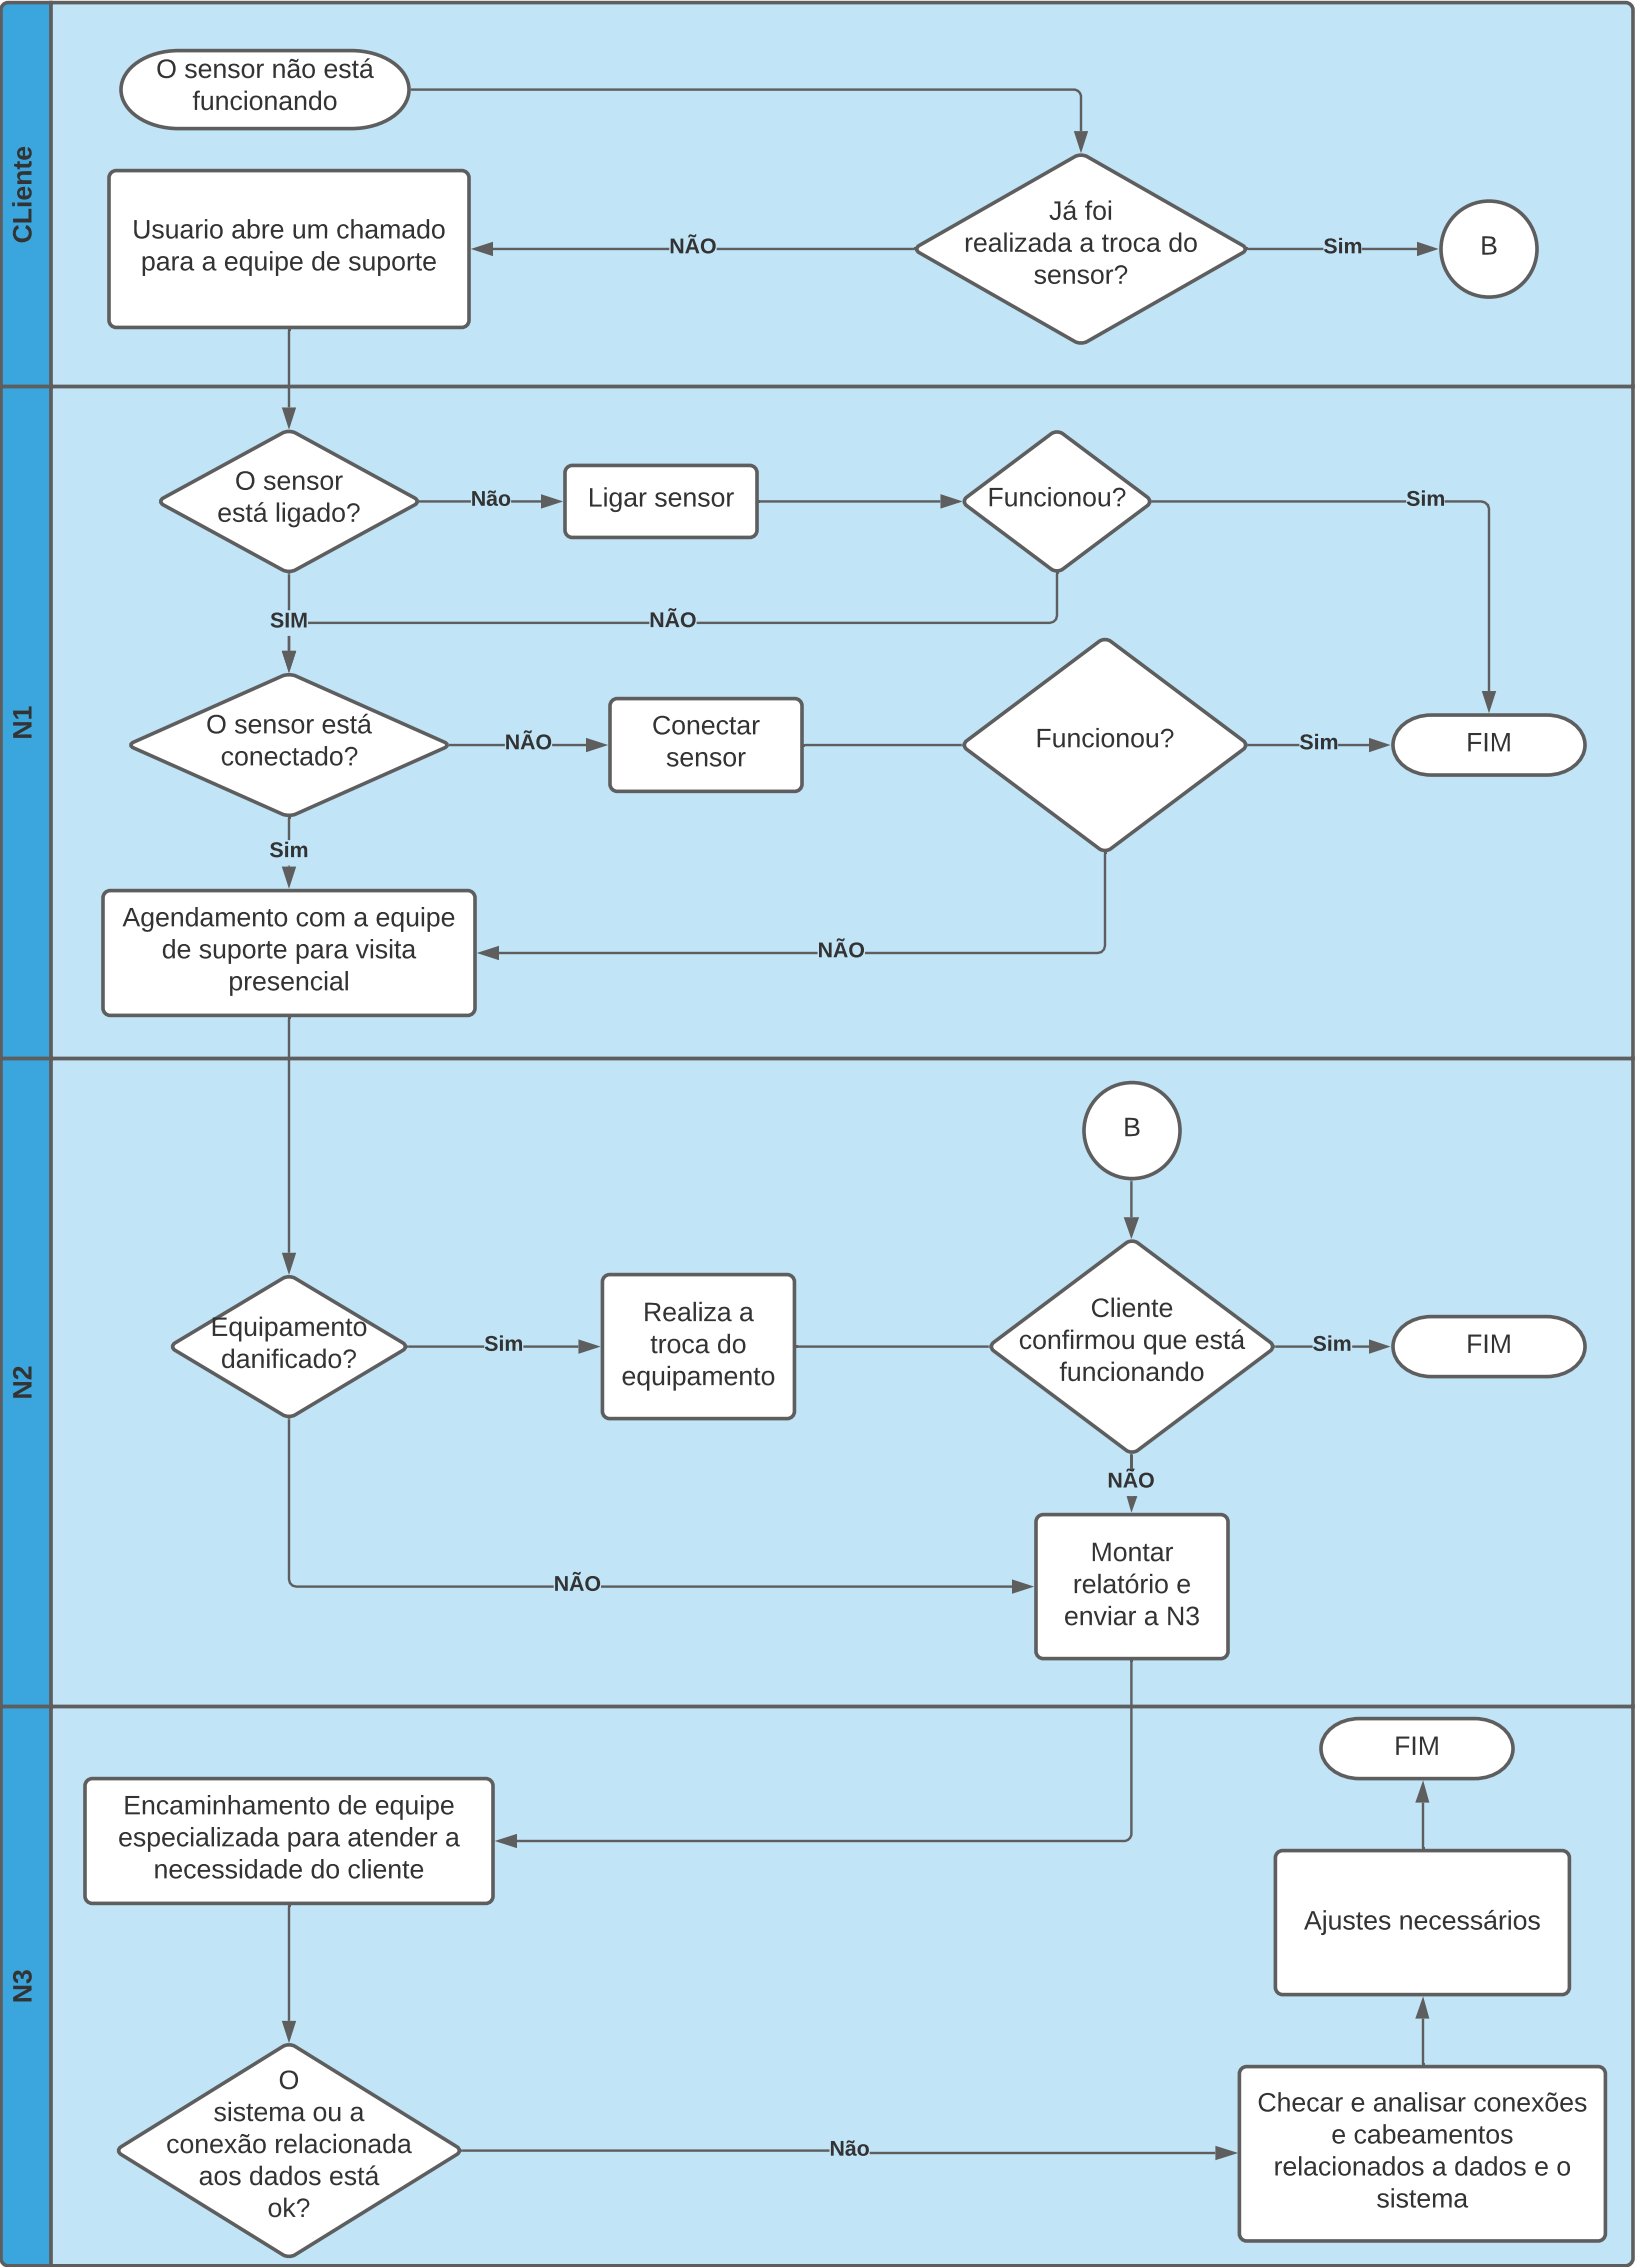 CLiente
O sensor não está
funcionando
Usuario abre um chamado
para a equipe de suporte
NÃO
Já foi
realizada a troca do
sensor?
Sim
B
N1
O sensor
está ligado?
Não
Ligar sensor
Funcionou?
Sim
SIM
NÃO
O sensor está
conectado?
NÃO
Conectar
sensor
Funcionou?
Sim
FIM
Sim
Agendamento com a equipe
de suporte para visita
presencial
NÃO
N2
B
Equipamento
danificado?
Sim
Realiza a
troca do
equipamento
Cliente
confirmou que está
funcionando
Sim
FIM
NÃO
NÃO
Montar
relatório e
enviar a N3
N3
FIM
Encaminhamento de equipe
especializada para atender a
necessidade do cliente
Ajustes necessários
O
sistema ou a
conexão relacionada
aos dados está
ok?
Não
Checar e analisar conexões
e cabeamentos
relacionados a dados e o
sistema